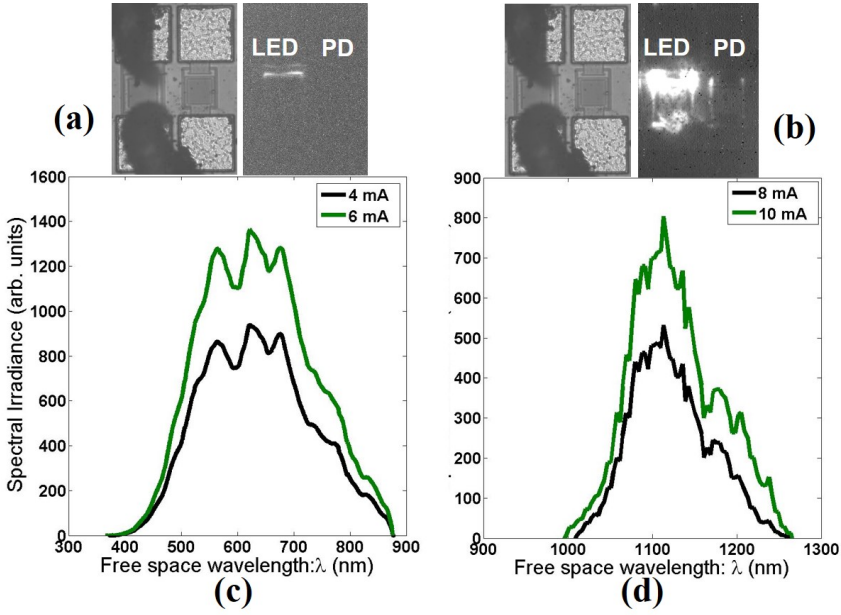 LED PD
(a)
LED PD
(b)
1600
1400
1200
1000
800
600
400
200
0
Spectral Irradiance (arb. units)
4 mA
6 mA
300 400 500 600 700 800 900
Free space wavelength:λ (nm)
(c)
900
800
700
600
500
400
300
200
100
0
8 mA
10 mA
900 1000 1100 1200 1300
Free space wavelength: λ (nm)
(d)